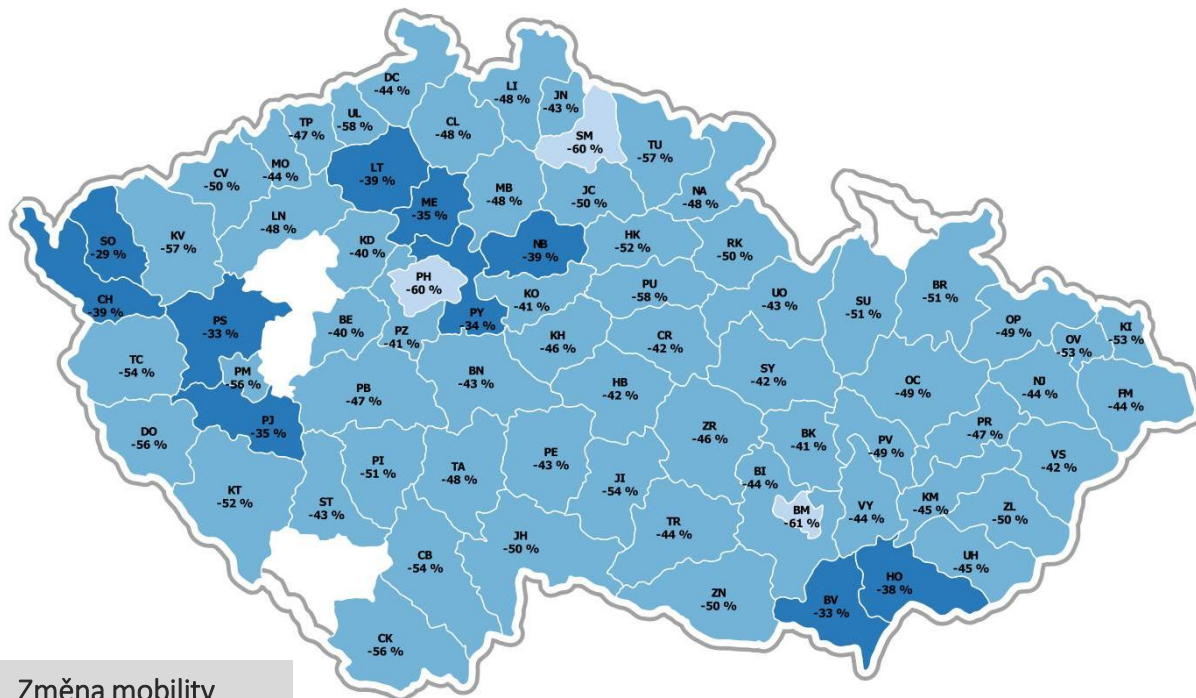 DC
-44 %
LI
-48 %
JN
-43 %
TP
-47 %
UL
-58 %
CL
-48 %
SM
-60 %
TU
-57 %
CV
-50 %
MO
-44 %
LT
-39 %
ME
-35 %
MB
-48 %
JC
-50 %
NA
-48 %
SO
-29 %
KV
-57 %
LN
-48 %
KD
-40 %
NB
-39 %
HK
-52 %
RK
-50 %
CH
-39 %
PS
-33 %
PH
-60 %
BE
-40 %
PZ
-41 %
PY
-34 %
KO
-41 %
PU
-58 %
UO
-43 %
SU
-51 %
BR
-51 %
OP
-49 %
OV
-53 %
KI
-53 %
TC
-54 %
PM
-56 %
KH
-46 %
CR
-42 %
PB
-47 %
BN
-43 %
HB
-42 %
SY
-42 %
OC
-49 %
NJ
-44 %
FM
-44 %
DO
-56 %
PJ
-35 %
ZR
-46 %
BK
-41 %
PV
-49 %
PR
-47 %
VS
-42 %
KT
-52 %
ST
-43 %
PI
-51 %
TA
-48 %
PE
-43 %
JI
-54 %
BI
-44 %
BM
-61 %
VY
-44 %
KM
-45 %
ZL
-50 %
CB
-54 %
JH
-50 %
TR
-44 %
UH
-45 %
HO
-38 %
BV
-33 %
ZN
-50 %
CK
-56 %
Změna mobility